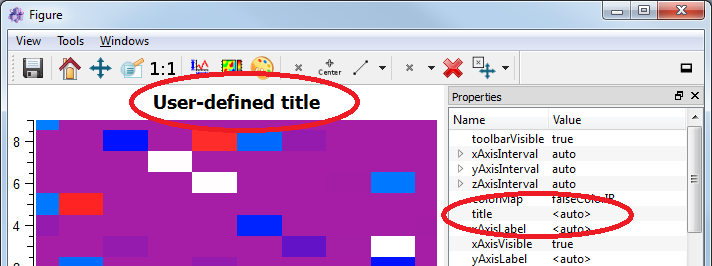 Figure
View Tools Windows
1:1 Center
User-defined title
Properties
Name Value
toolbarVisible true
xAxisInterval auto
yAxisInterval auto
zAxisInterval auto
colorMap falseColorIR
title <auto>
xAxisLabel <auto>
xAxisVisible true
yAxisLabel <auto>
8
6
4
2